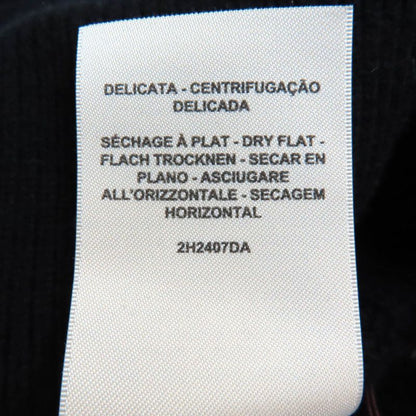 DELICATA - CENTRIFUGAÇÃO
DELICADA
SÉCHAGE À PLAT - DRY FLAT -
FLACH TROCKNEN - SECAR EN
PLANO - ASCIUGARE
ALL'ORIZZONTALE - SECAGEM
HORIZONTAL
2H2407DA